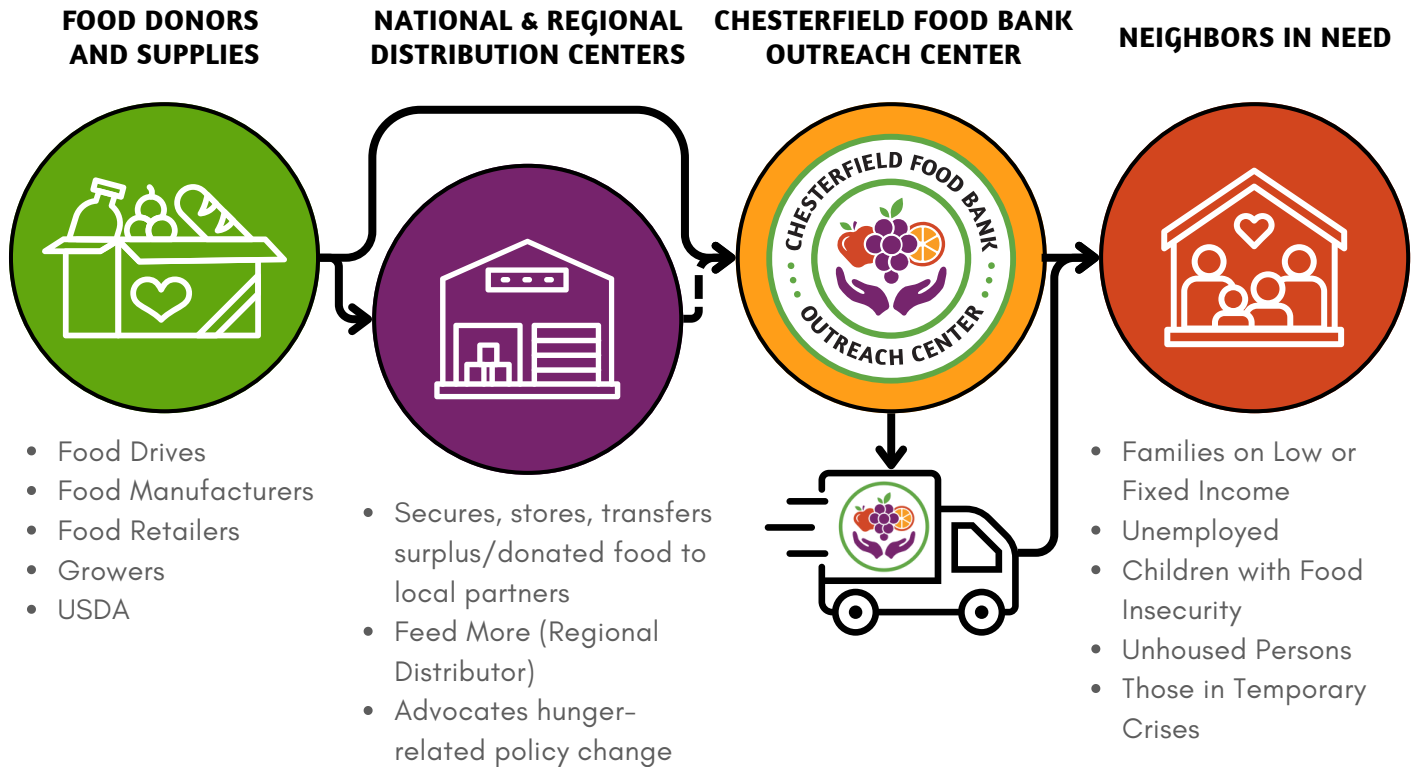 FOOD DONORS
AND SUPPLIES
NATIONAL & REGIONAL
DISTRIBUTION CENTERS
CHESTERFIELD FOOD BANK
OUTREACH CENTER
NEIGHBORS IN NEED
CHESTERFIELD FOOD BANK
OUTREACH CENTER
• Food Drives
• Food Manufacturers
• Food Retailers
• Growers
• USDA
• Secures, stores, transfers
surplus/donated food to
local partners
• Feed More (Regional
Distributor)
• Advocates hunger-
related policy change
• Families on Low or
Fixed Income
• Unemployed
• Children with Food
Insecurity
• Unhoused Persons
• Those in Temporary
Crises